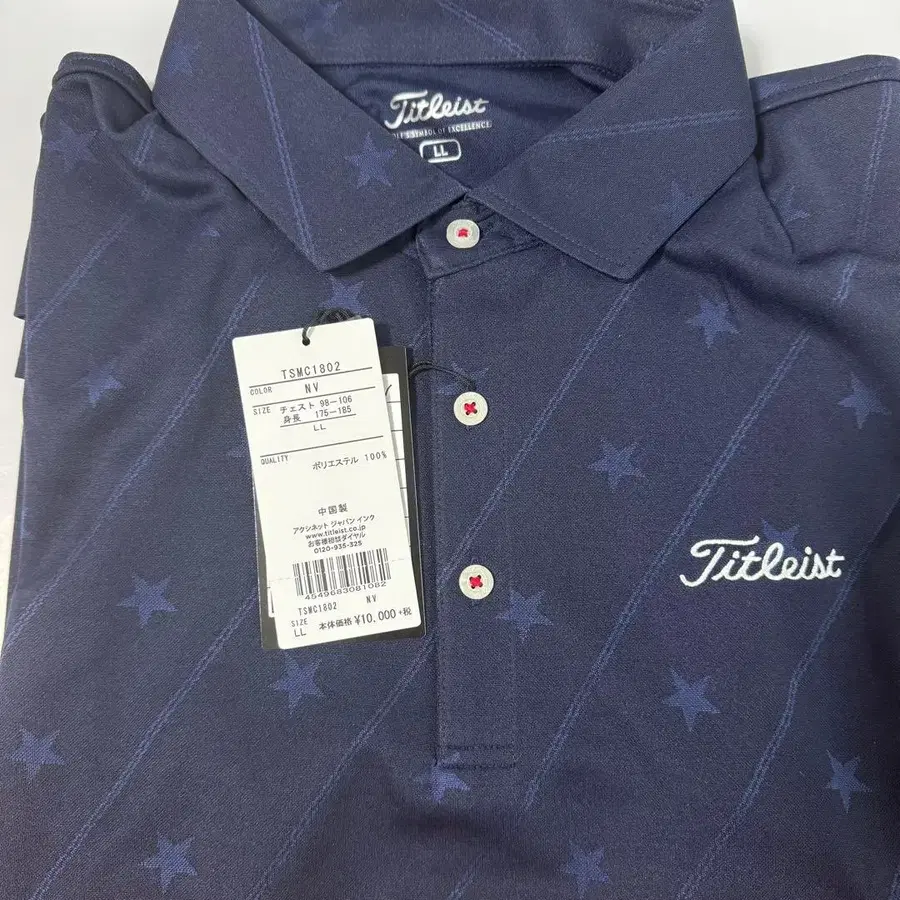 Titleist
GOLF'S SYMBOL OF EXCELLENCE
LL
TSMC1802
COLOR NV
SIZE チェスト 98-106
身長 175-185
LL
QUALITY
ポリエステル 100%
中国製
アクシネット ジャパン インク
www.titleist.co.jp
お客様相談ダイヤル
0120-935-325
4549683081082
TSMC1802 NV
SIZE
LL 本体価格 ¥10,000+税
Titleist